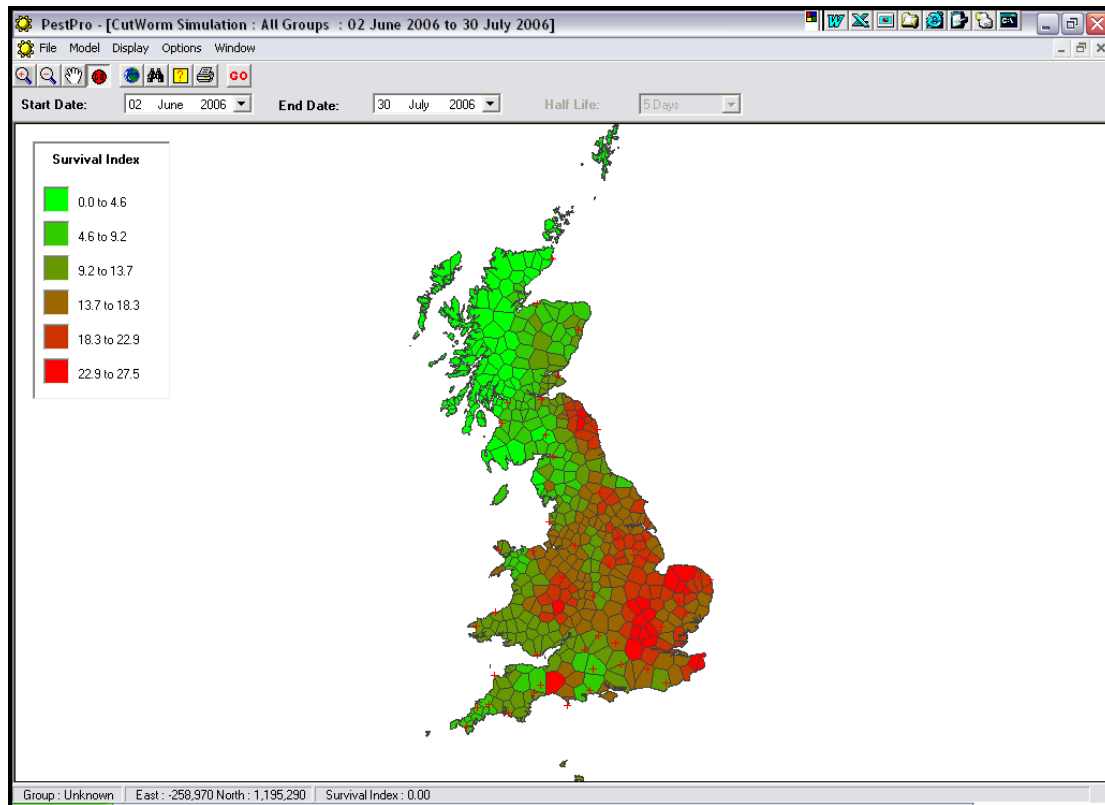 PestPro - [CutWorm Simulation : All Groups : 02 June 2006 to 30 July 2006]
File Model Display Options Window
GO
Start Date: 02 June 2006 End Date: 30 July 2006 Half Life: 5 Days
Survival Index
0.0 to 4.6
4.6 to 9.2
9.2 to 13.7
13.7 to 18.3
18.3 to 22.9
22.9 to 27.5
Group : Unknown East : -258,970 North : 1,195,290 Survival Index : 0.00